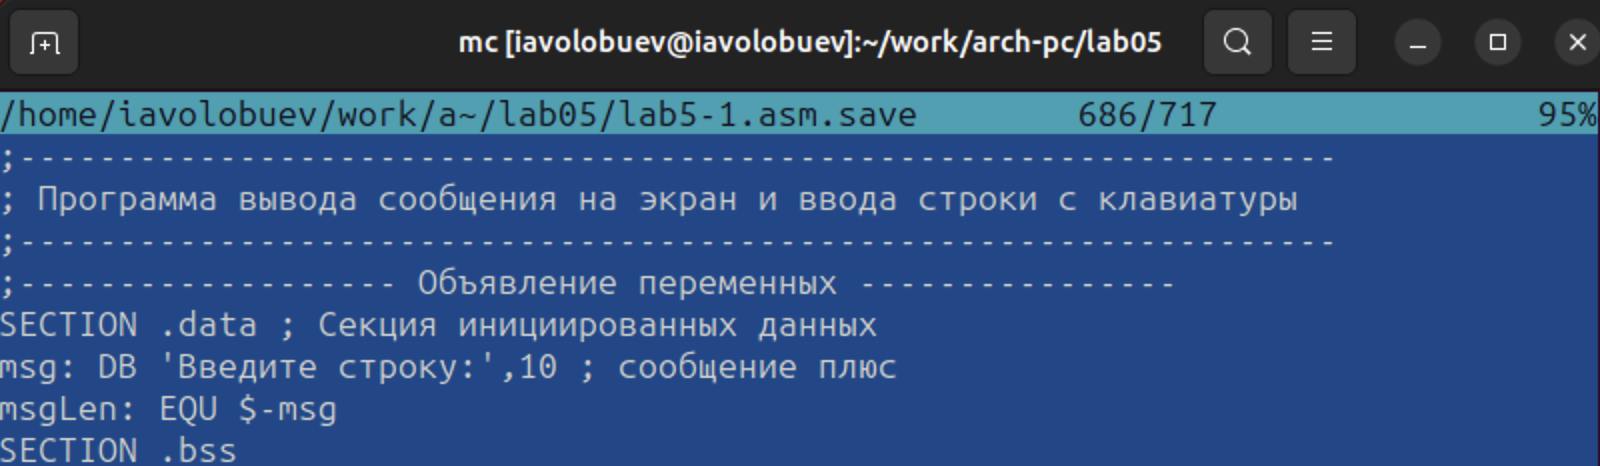 mc [iavolobuev@iavolobuev]:~/work/arch-pc/lab05
/home/iavolobuev/work/a~/lab05/lab5-1.asm.save 686/717 95%
;------------------------------------------------------------------
; Программа вывода сообщения на экран и ввода строки с клавиатуры
;------------------------------------------------------------------
;------------------- Объявление переменных ----------------
SECTION .data ; Секция инициированных данных
msg: DB 'Введите строку:',10 ; сообщение плюс
msgLen: EQU $-msg
SECTION .bss